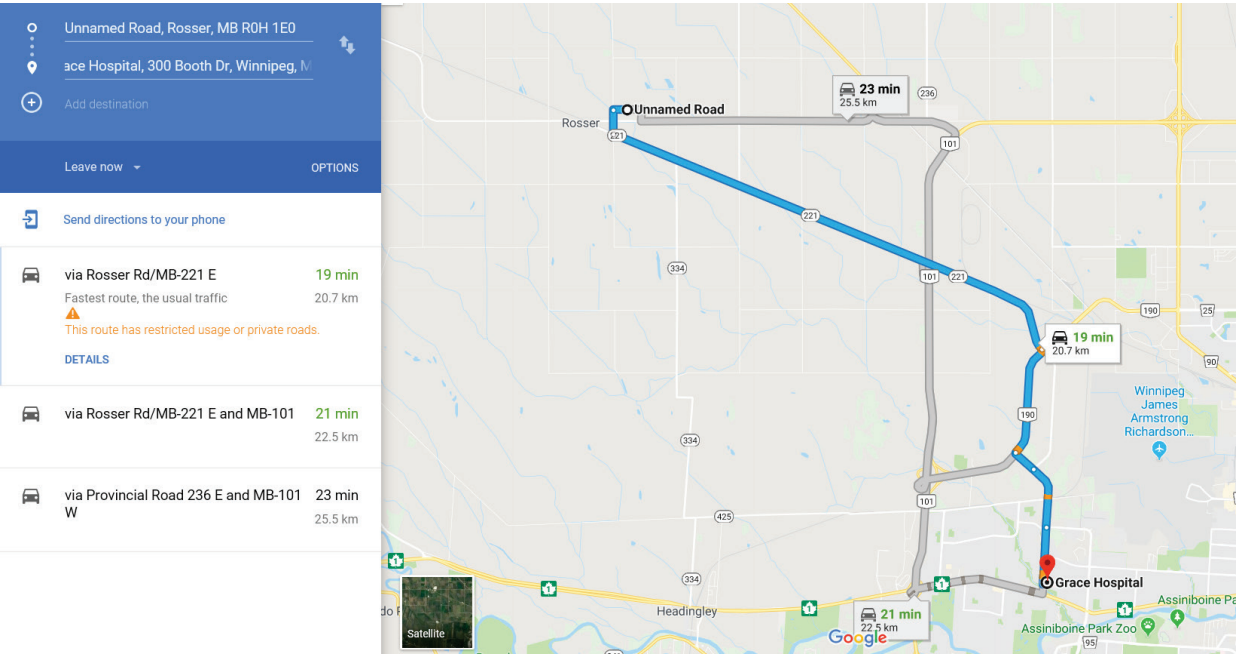 Unnamed Road, Rosser, MB R0H 1E0
ace Hospital, 300 Booth Dr, Winnipeg, M
Add destination
Leave now
OPTIONS
Send directions to your phone
via Rosser Rd/MB-221 E
19 min
Fastest route, the usual traffic
20.7 km
This route has restricted usage or private roads.
DETAILS
via Rosser Rd/MB-221 E and MB-101
21 min
22.5 km
via Provincial Road 236 E and MB-101
W
23 min
25.5 km
Unnamed Road
Rosser
221
23 min
25.5 km
236
101
221
334
101
221
190
25
19 min
20.7 km
90
Winnipeg
James
Armstrong
Richardson...
190
334
101
425
1
334
1
1
Grace Hospital
Headingley
1
1
Assiniboine Pa
21 min
22.5 km
Google
Assiniboine Park Zoo
95
Satellite